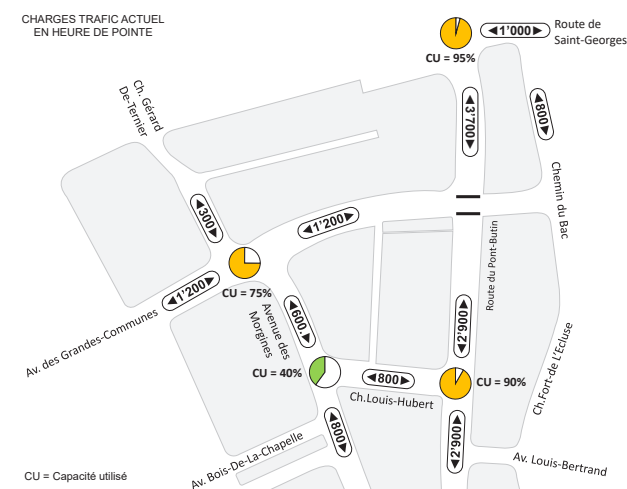 CHARGES TRAFIC ACTUEL
EN HEURE DE POINTE
◄1'000►
Route de
Saint-Georges
CU = 95%
Ch. Gérard
De-Ternier
◄3'700►
◄800►
◄300►
◄1'200►
Chemin du Bac
◄1'200►
CU = 75%
Route du Pont-Butin
Av. des Grandes-Communes
Avenue des
Morgines
◄600.►
◄2'900►
CU = 40%
◄800►
CU = 90%
Ch.Louis-Hubert
Ch.Fort-de L'Ecluse
◄800►
◄2'900►
Av. Bois-De-La-Chapelle
Av. Louis-Bertrand
CU = Capacité utilisé